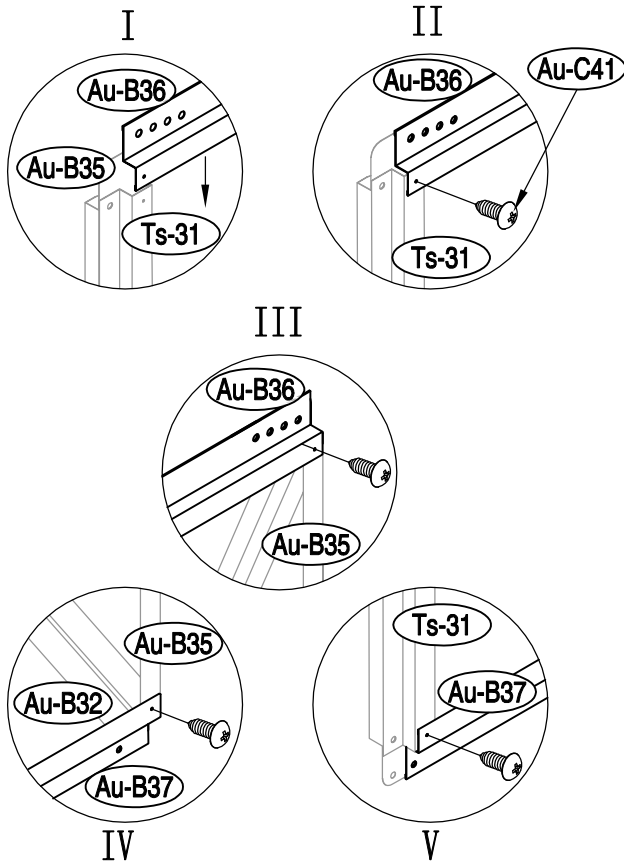 I
Au-B36
Au-B35
Ts-31
II
Au-B36
Au-C41
Ts-31
III
Au-B36
Au-B35
Au-B35
Au-B32
Au-B37
IV
Ts-31
Au-B37
V